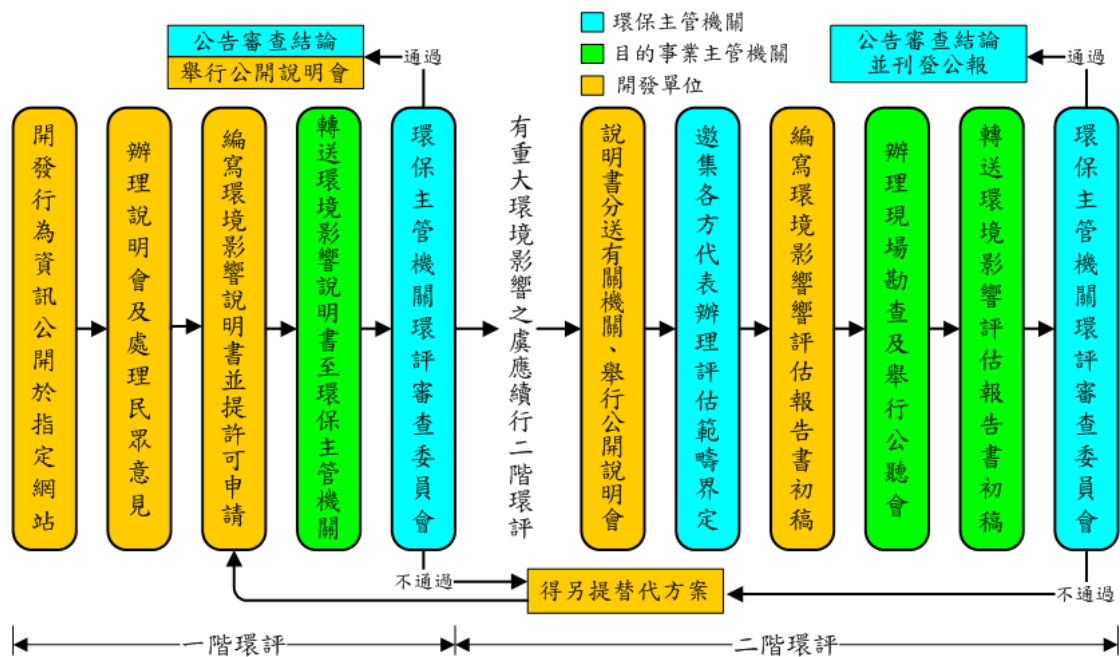 環保主管機關
目的事業主管機關
開發單位
公告審查結論
舉行公開說明會
通過
公告審查結論
並刊登公報
通過
開發行為資訊公開於指定網站
辦理說明會及處理民眾意見
編寫環境影響說明書並提許可申請
轉送環境影響說明書至環保主管機關
環保主管機關環評審查委員會
有重大環境影響之虞應續行二階環評
說明書分送有關機關、舉行公開說明會
邀集各方代表辦理評估範疇界定
編寫環境影響響評估報告書初稿
辦理現場勘查及舉行公聽會
轉送環境影響評估報告書初稿
環保主管機關環評審查委員會
不通過
得另提替代方案
不通過
一階環評
二階環評